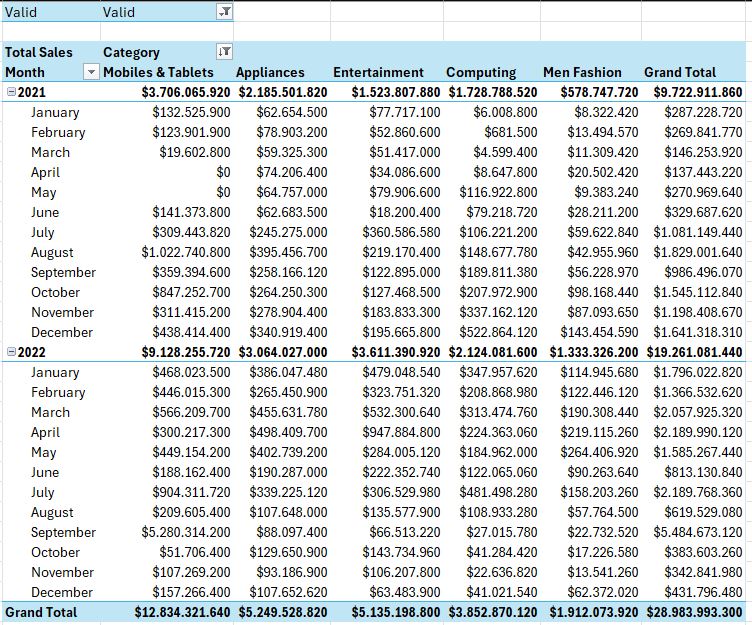 Valid Valid
Total Sales Category
Month Mobiles & Tablets Appliances Entertainment Computing Men Fashion Grand Total
2021 $3.706.065.920 $2.185.501.820 $1.523.807.880 $1.728.788.520 $578.747.720 $9.722.911.860
January $132.525.900 $62.654.500 $77.717.100 $6.008.800 $8.322.420 $287.228.720
February $123.901.900 $78.903.200 $52.860.600 $681.500 $13.494.570 $269.841.770
March $19.602.800 $59.325.300 $51.417.000 $4.599.400 $11.309.420 $146.253.920
April $0 $74.206.400 $34.086.600 $8.647.800 $20.502.420 $137.443.220
May $0 $64.757.000 $79.906.600 $116.922.800 $9.383.240 $270.969.640
June $141.373.800 $62.683.500 $18.200.400 $79.218.720 $28.211.200 $329.687.620
July $309.443.820 $245.275.000 $360.586.580 $106.221.200 $59.622.840 $1.081.149.440
August $1.022.740.800 $395.456.700 $219.170.400 $148.677.780 $42.955.960 $1.829.001.640
September $359.394.600 $258.166.120 $122.895.000 $189.811.380 $56.228.970 $986.496.070
October $847.252.700 $264.250.300 $127.468.500 $207.972.900 $98.168.440 $1.545.112.840
November $311.415.200 $278.904.400 $183.833.300 $337.162.120 $87.093.650 $1.198.408.670
December $438.414.400 $340.919.400 $195.665.800 $522.864.120 $143.454.590 $1.641.318.310
2022 $9.128.255.720 $3.064.027.000 $3.611.390.920 $2.124.081.600 $1.333.326.200 $19.261.081.440
January $468.023.500 $386.047.480 $479.048.540 $347.957.620 $114.945.680 $1.796.022.820
February $446.015.300 $265.450.900 $323.751.320 $208.868.980 $122.446.120 $1.366.532.620
March $566.209.700 $455.631.780 $532.300.640 $313.474.760 $190.308.440 $2.057.925.320
April $300.217.300 $498.409.700 $947.884.800 $224.363.060 $219.115.260 $2.189.990.120
May $449.154.200 $402.739.200 $284.005.120 $184.962.000 $264.406.920 $1.585.267.440
June $188.162.400 $190.287.000 $222.352.740 $122.065.060 $90.263.640 $813.130.840
July $904.311.720 $339.225.120 $306.529.980 $481.498.280 $158.203.260 $2.189.768.360
August $209.605.400 $107.648.000 $135.577.900 $108.933.280 $57.764.500 $619.529.080
September $5.280.314.200 $88.097.400 $66.513.220 $27.015.780 $22.732.520 $5.484.673.120
October $51.706.400 $129.650.900 $143.734.960 $41.284.420 $17.226.580 $383.603.260
November $107.269.200 $93.186.900 $106.207.800 $22.636.820 $13.541.260 $342.841.980
December $157.266.400 $107.652.620 $63.483.900 $41.021.540 $62.372.020 $431.796.480
Grand Total $12.834.321.640 $5.249.528.820 $5.135.198.800 $3.852.870.120 $1.912.073.920 $28.983.993.300